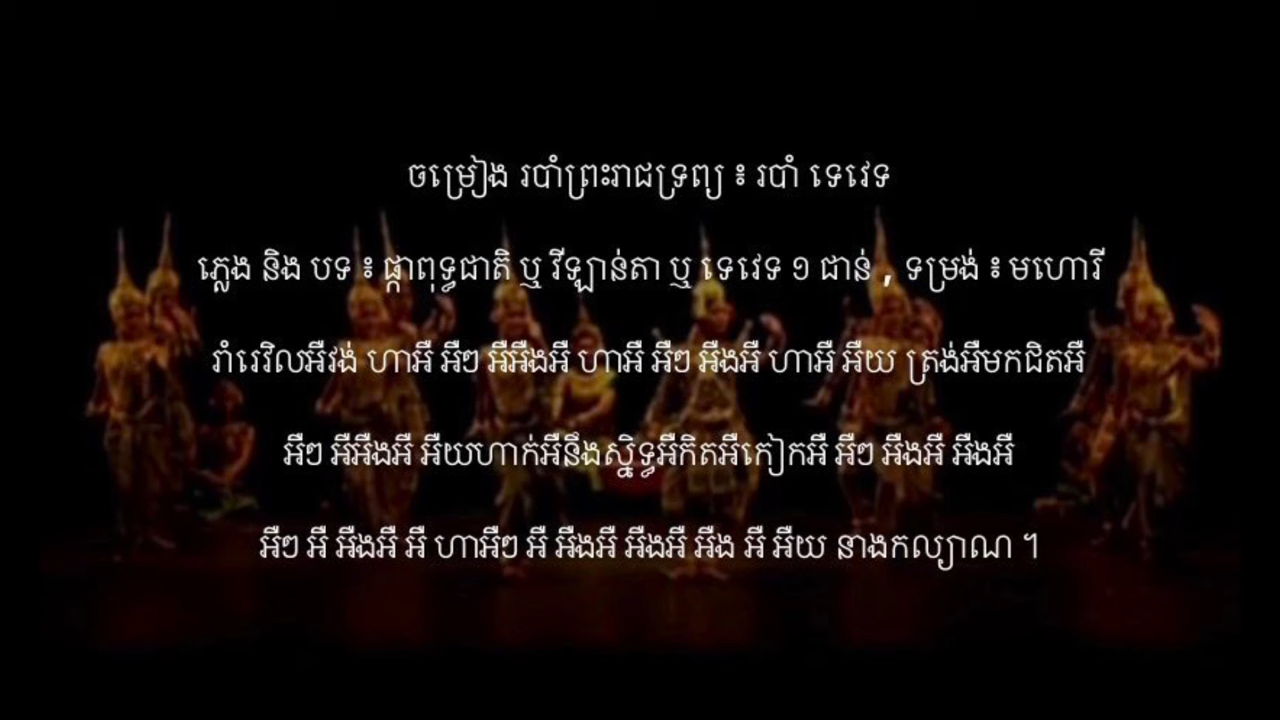 ចម្រៀង របាំព្រះរាជទ្រព្យ ៖ របាំ ទេវេទ
ភ្លេង និង បទ ៖ ផ្កាពុទ្ធជាតិ ឬ វីឡាន់តា ឬ ទេវេទ ១ ជាន់ , ទម្រង់ ៖ មហោរី
រាំរេវិលអឺវង់ ហាអឺ អឺៗ អឺអឺងអឺ ហាអឺ អឺៗ អឺងអឺ ហាអឺ អឺយ ត្រង់អឺមកជិតអឺ
អឺៗ អឺអឺងអឺ អឺយហាក់អឺនឹងស្និទ្ធអឺកិតអឺកៀកអឺ អឺៗ អឺងអឺ អឺងអឺ
អឺៗ អឺ អឺងអឺ អឺ ហាអឺៗ អឺ អឺងអឺ អឺងអឺ អឺង អឺ អឺយ នាងកល្យាណ ។